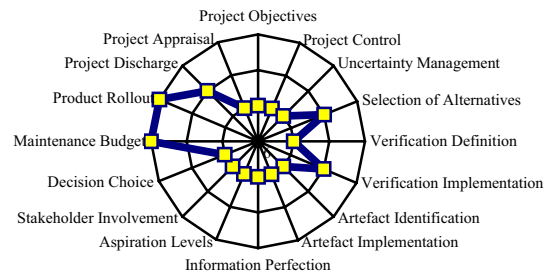 Project Objectives
Project Appraisal
Project Control
Project Discharge
Uncertainty Management
Product Rollout
Selection of Alternatives
Maintenance Budget
Verification Definition
Decision Choice
Verification Implementation
Stakeholder Involvement
Artefact Identification
Aspiration Levels
Artefact Implementation
Information Perfection